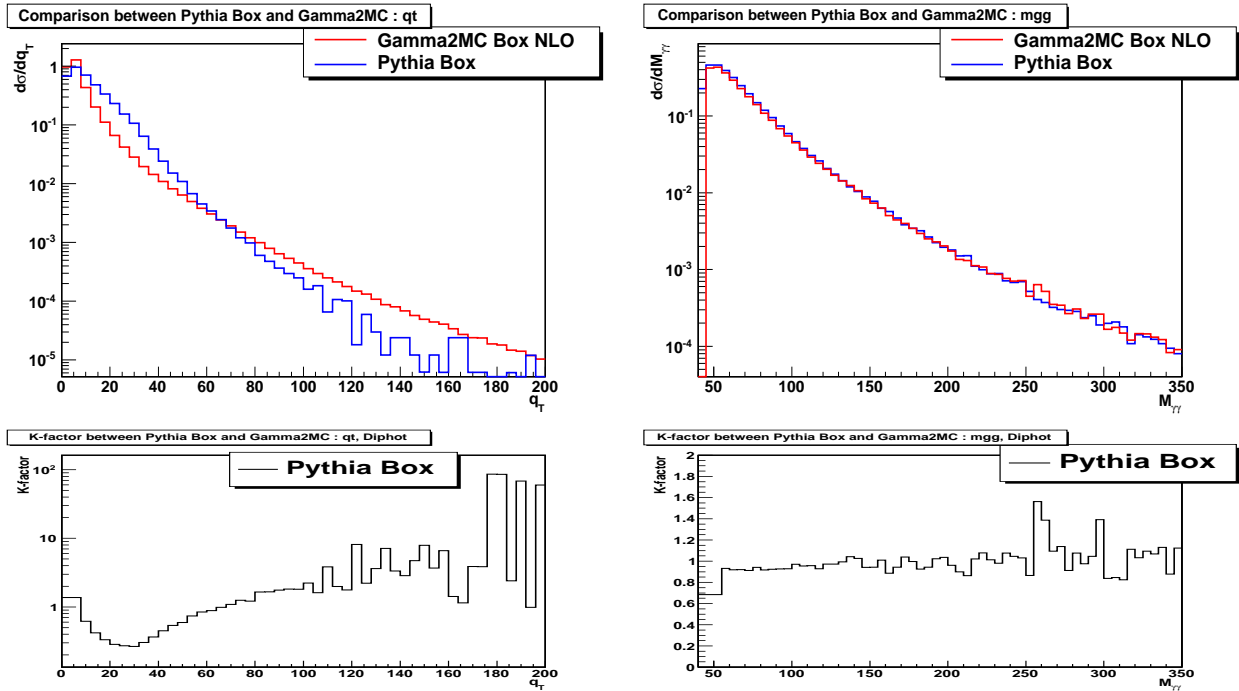 Comparison between Pythia Box and Gamma2MC : qt
Gamma2MC Box NLO
Pythia Box
dσ/dq_T
1
10^-1
10^-2
10^-3
10^-4
10^-5
0 20 40 60 80 100 120 140 160 180 200
q_T
Comparison between Pythia Box and Gamma2MC : mgg
Gamma2MC Box NLO
Pythia Box
dσ/dM_γγ
10^-1
10^-2
10^-3
10^-4
50 100 150 200 250 300 350
M_γγ
K-factor between Pythia Box and Gamma2MC : qt, Diphot
Pythia Box
K-factor
10^2
10
1
0 20 40 60 80 100 120 140 160 180 200
q_T
K-factor between Pythia Box and Gamma2MC : mgg, Diphot
Pythia Box
K-factor
2
1.8
1.6
1.4
1.2
1
0.8
0.6
0.4
0.2
0
50 100 150 200 250 300 350
M_γγ